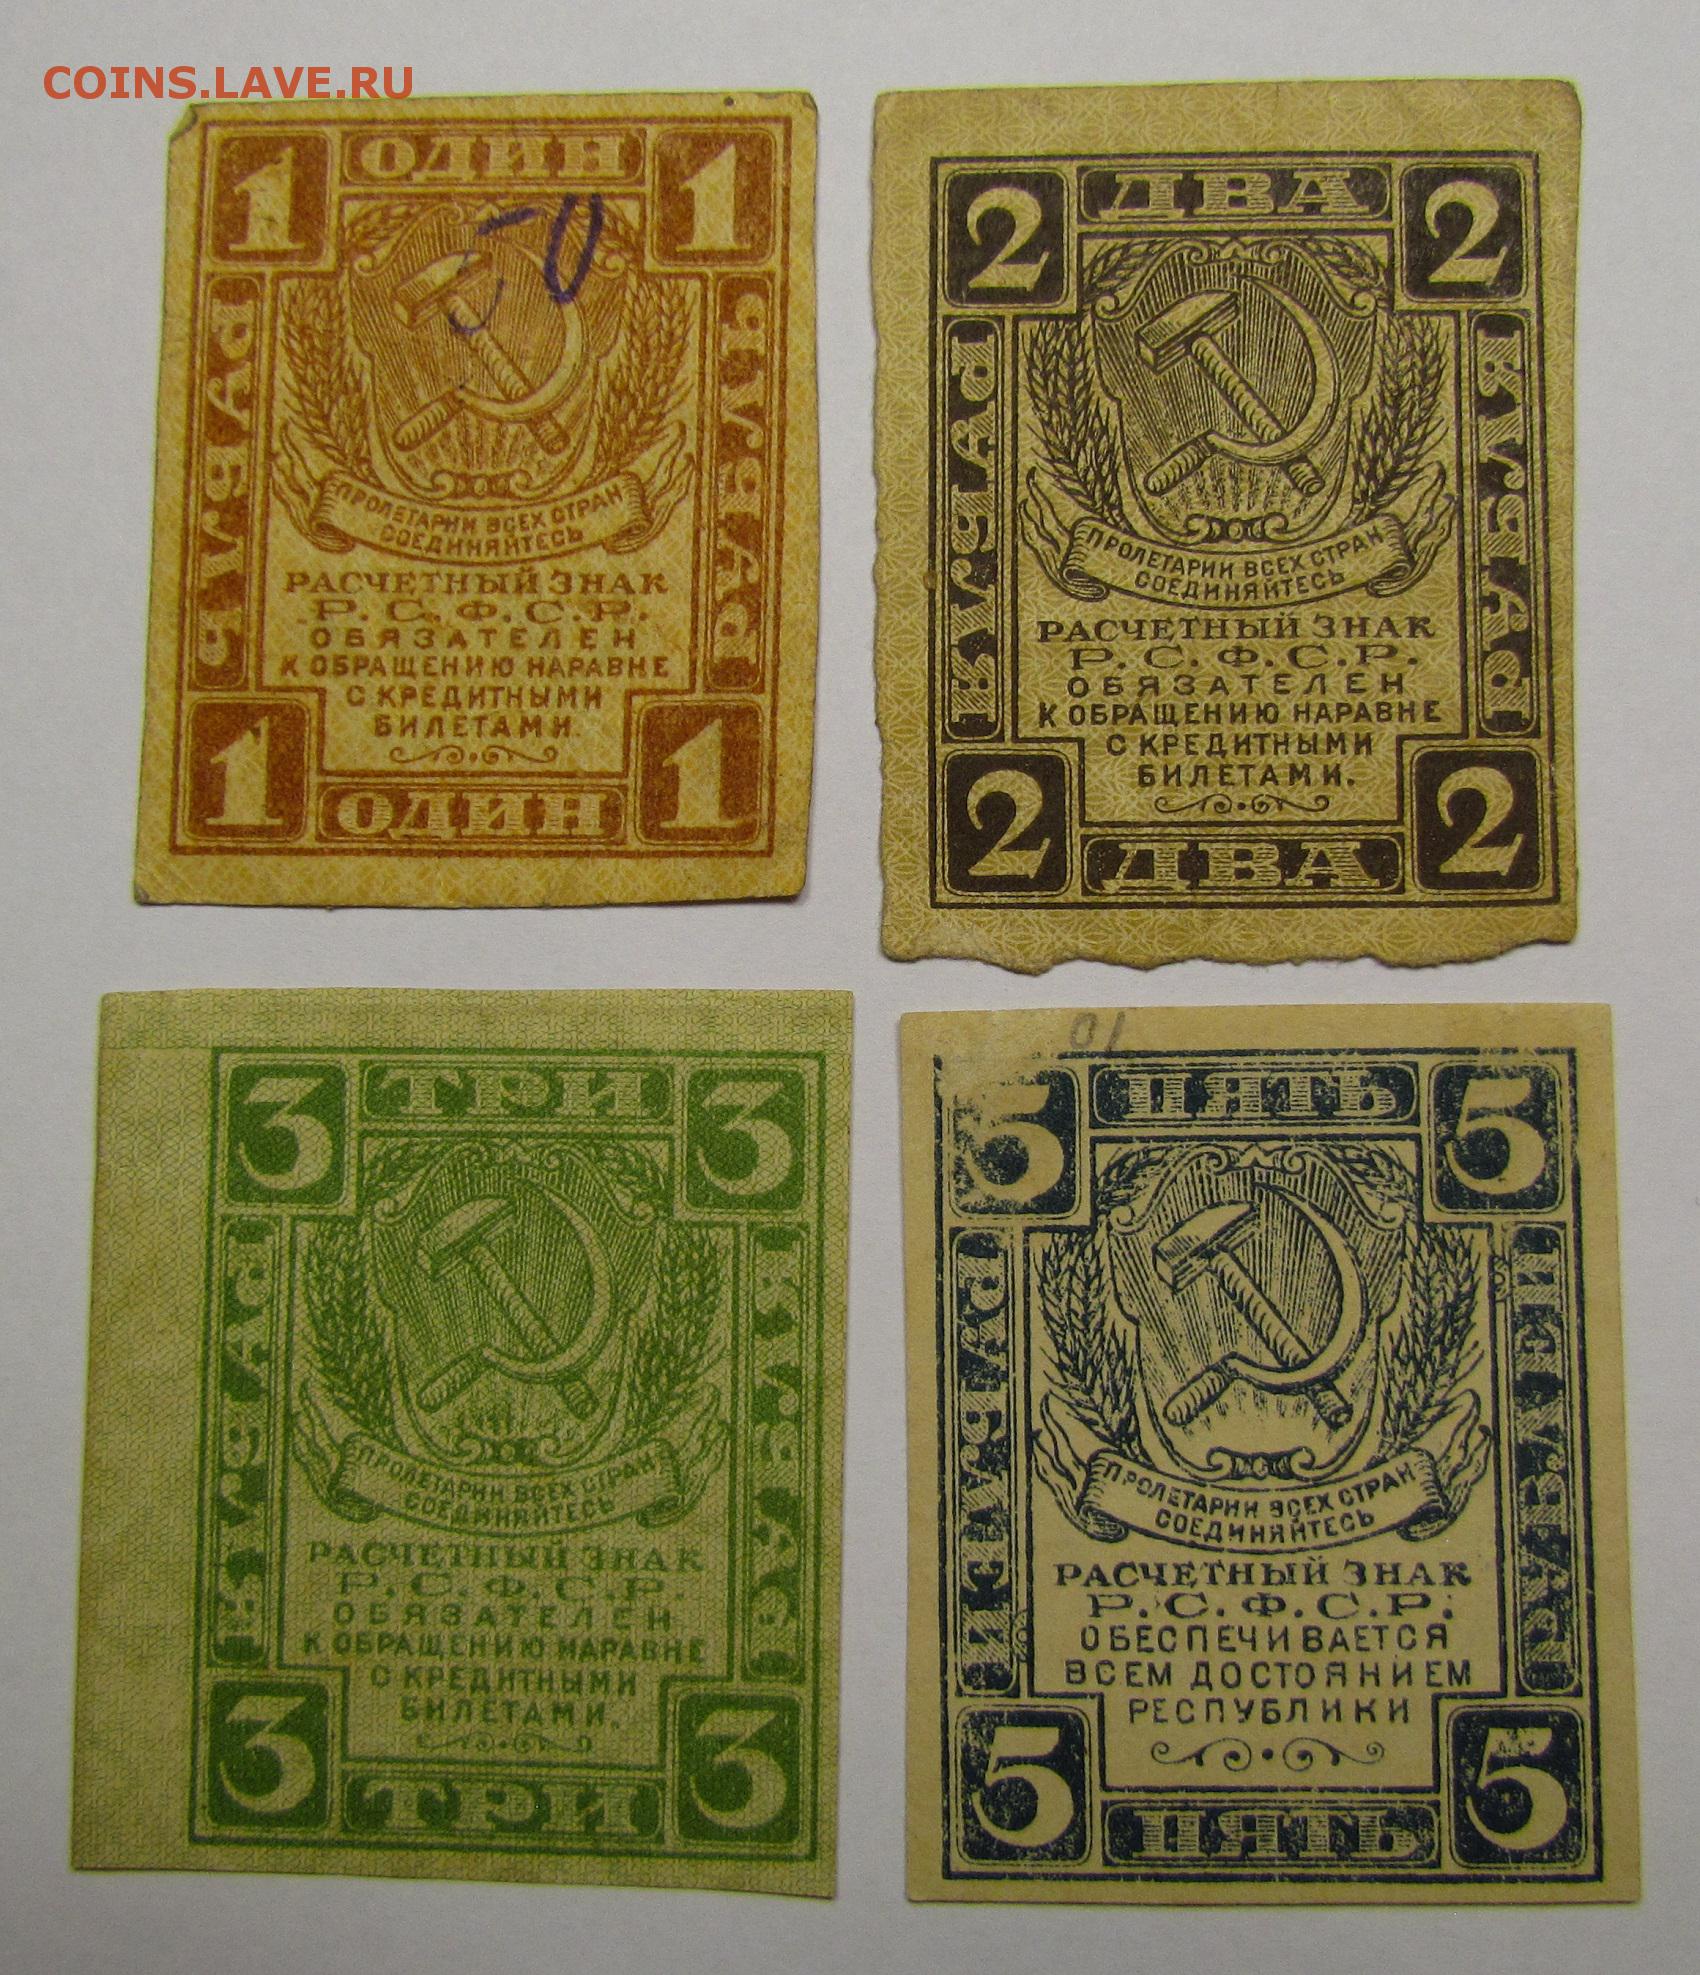 COINS.LAVE.RU
1 ОДИН 1
50
РУБЛЬ
РУБЛЬ
ПРОЛЕТАРИИ ВСЕХ СТРАН
СОЕДИНЯЙТЕСЬ
РАСЧЕТНЫЙ ЗНАК
Р.С.Ф.С.Р.
ОБЯЗАТЕЛЕН
К ОБРАЩЕНИЮ НАРАВНЕ
С КРЕДИТНЫМИ
БИЛЕТАМИ.
1 ОДИН 1
2 ДВА 2
РУБЛЯ
РУБЛЯ
ПРОЛЕТАРИИ ВСЕХ СТРАН
СОЕДИНЯЙТЕСЬ
РАСЧЕТНЫЙ ЗНАК
Р.С.Ф.С.Р.
ОБЯЗАТЕЛЕН
К ОБРАЩЕНИЮ НАРАВНЕ
С КРЕДИТНЫМИ
БИЛЕТАМИ.
2 ДВА 2
3 ТРИ 3
РУБЛЯ
РУБЛЯ
ПРОЛЕТАРИИ ВСЕХ СТРАН
СОЕДИНЯЙТЕСЬ
РАСЧЕТНЫЙ ЗНАК
Р.С.Ф.С.Р.
ОБЯЗАТЕЛЕН
К ОБРАЩЕНИЮ НАРАВНЕ
С КРЕДИТНЫМИ
БИЛЕТАМИ.
3 ТРИ 3
5 ПЯТЬ 5
РУБЛЕЙ
РУБЛЕЙ
ПРОЛЕТАРИИ ВСЕХ СТРАН
СОЕДИНЯЙТЕСЬ
РАСЧЕТНЫЙ ЗНАК
Р.С.Ф.С.Р.
ОБЕСПЕЧИВАЕТСЯ
ВСЕМ ДОСТОЯНИЕМ
РЕСПУБЛИКИ
5 ПЯТЬ 5